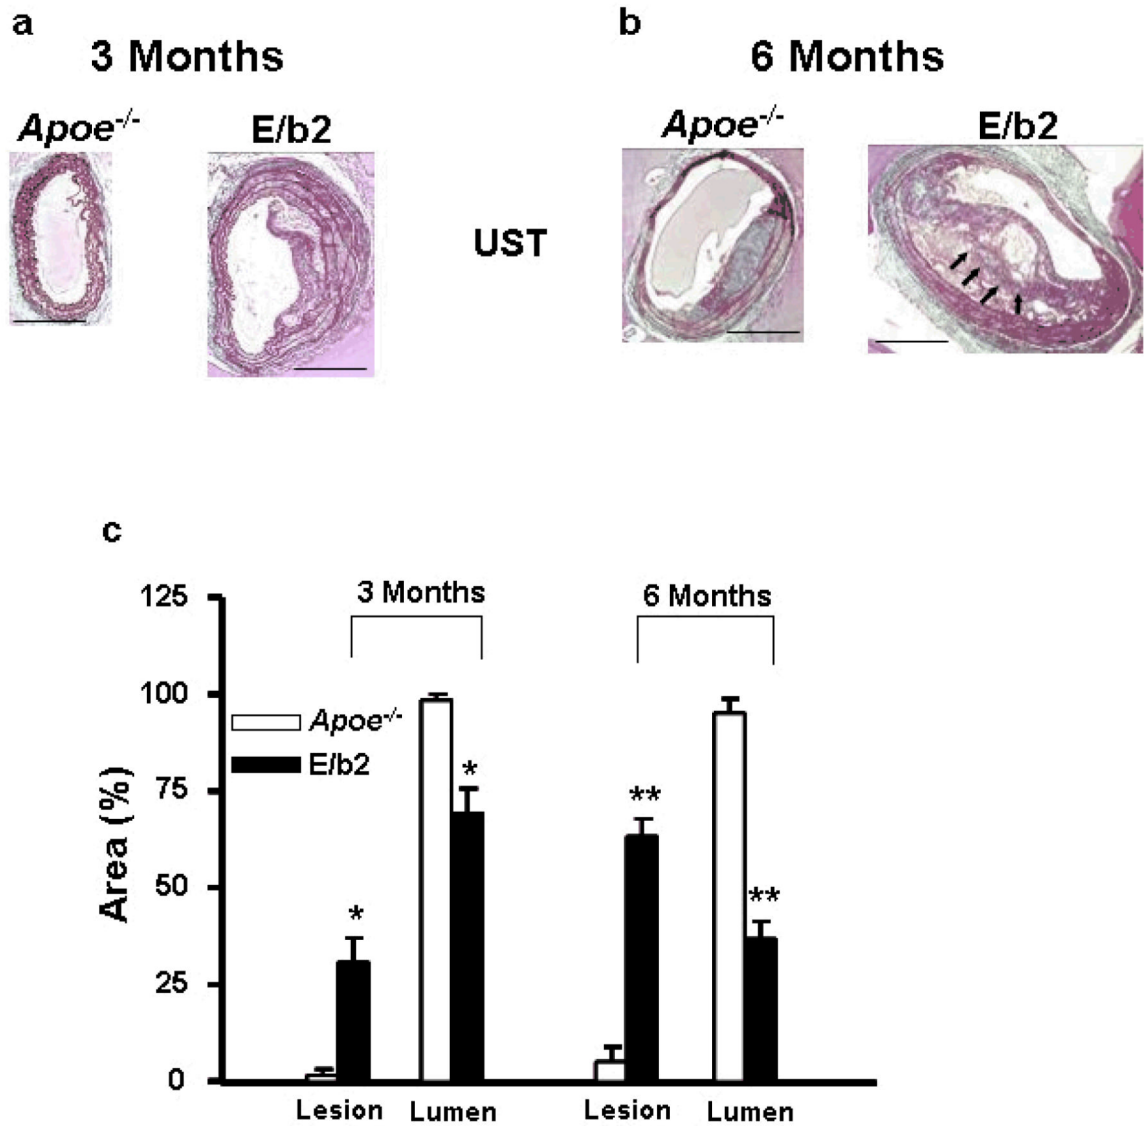 a
3 Months
Apoe-/-
E/b2
UST
b
6 Months
Apoe-/-
E/b2
c
125
100
75
50
25
0
Area (%)
3 Months
6 Months
Apoe-/-
E/b2
*
*
**
**
Lesion Lumen Lesion Lumen